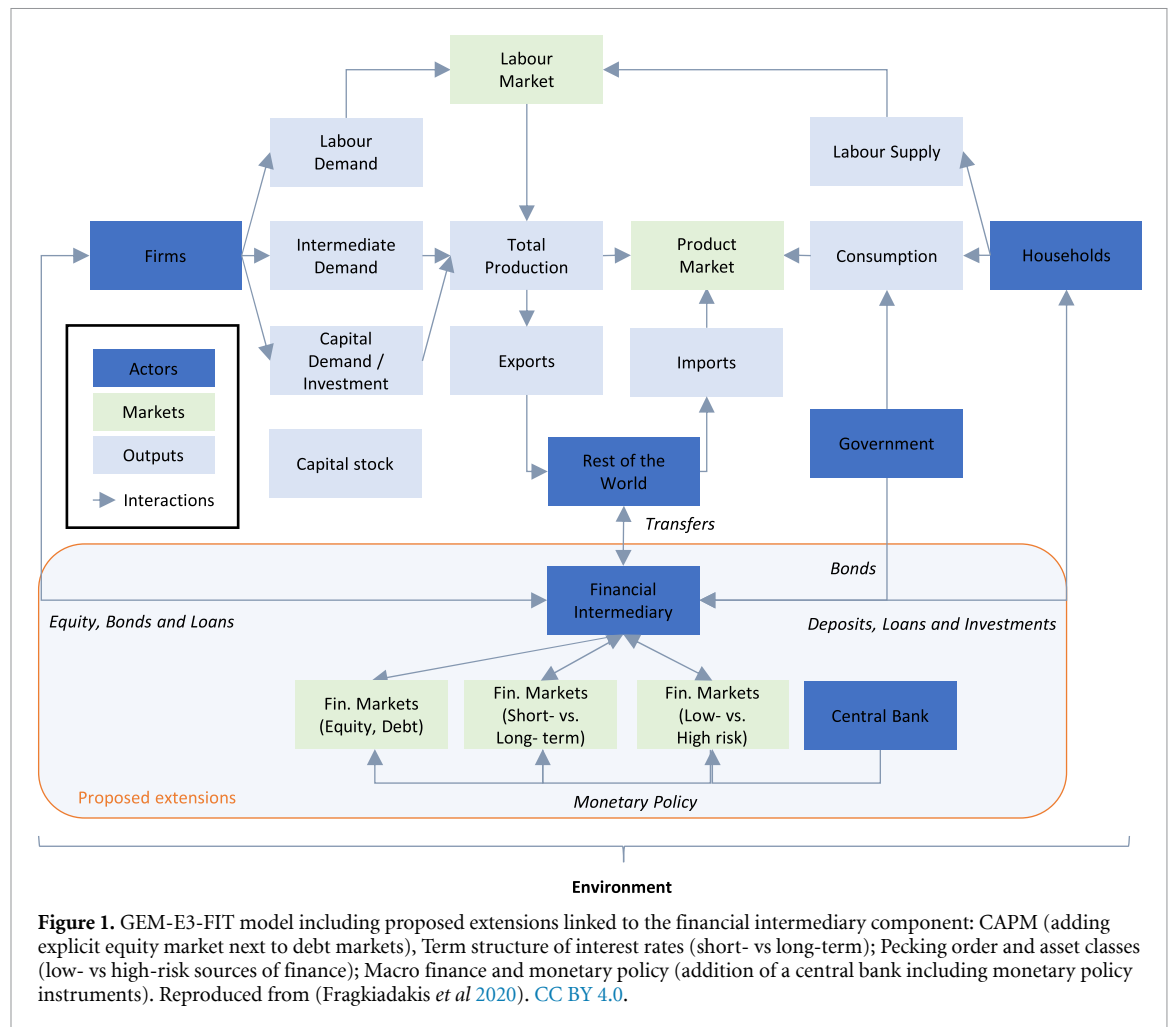 Labour
Market
Labour
Demand
Labour Supply
Firms
Intermediate
Demand
Total
Production
Product
Market
Consumption
Households
Capital
Demand /
Investment
Exports
Imports
Actors
Markets
Outputs
Interactions
Capital stock
Rest of the
World
Government
Transfers
Bonds
Financial
Intermediary
Equity, Bonds and Loans
Deposits, Loans and Investments
Fin. Markets
(Equity, Debt)
Fin. Markets
(Short- vs.
Long- term)
Fin. Markets
(Low- vs.
High risk)
Central Bank
Proposed extensions
Monetary Policy
Environment
Figure 1. GEM-E3-FIT model including proposed extensions linked to the financial intermediary component: CAPM (adding
explicit equity market next to debt markets), Term structure of interest rates (short- vs long-term); Pecking order and asset classes
(low- vs high-risk sources of finance); Macro finance and monetary policy (addition of a central bank including monetary policy
instruments). Reproduced from (Fragkiadakis et al 2020). CC BY 4.0.